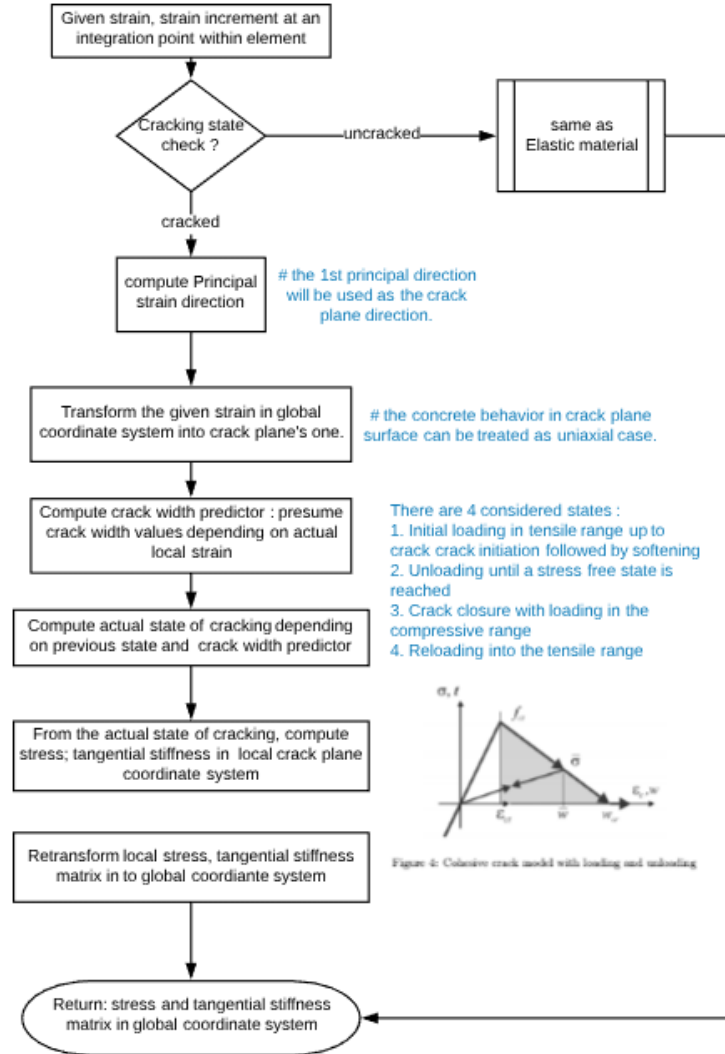 Given strain, strain increment at an
integration point within element
Cracking state
check ?
uncracked
same as
Elastic material
cracked
compute Principal
strain direction
# the 1st principal direction
will be used as the crack
plane direction.
Transform the given strain in global
coordinate system into crack plane's one.
# the concrete behavior in crack plane
surface can be treated as uniaxial case.
Compute crack width predictor : presume
crack width values depending on actual
local strain
There are 4 considered states :
1. Initial loading in tensile range up to
crack crack initiation followed by softening
2. Unloading until a stress free state is
reached
3. Crack closure with loading in the
compressive range
4. Reloading into the tensile range
Compute actual state of cracking depending
on previous state and crack width predictor
From the actual state of cracking, compute
stress; tangential stiffness in local crack plane
coordinate system
σ, t
Figure 4: Cohesive crack model with loading and unloading
Retransform local stress, tangential stiffness
matrix in to global coordiante system
Return: stress and tangential stiffness
matrix in global coordinate system